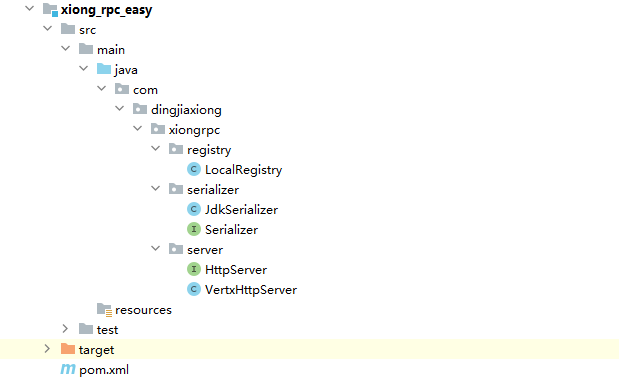 xiong_rpc_easy
src
main
java
com
dingjiaxiong
xiongrpc
registry
C LocalRegistry
serializer
C JdkSerializer
I Serializer
server
I HttpServer
C VertxHttpServer
resources
test
target
m pom.xml